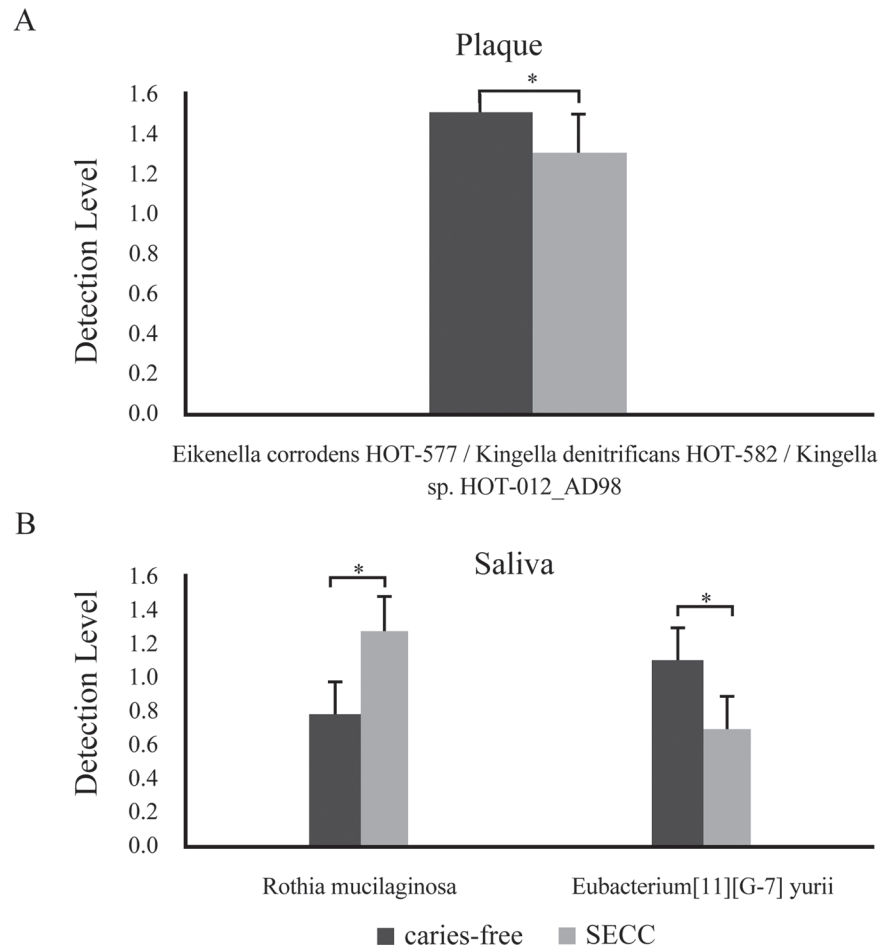 A
Plaque
*
Detection Level
1.6
1.4
1.2
1.0
0.8
0.6
0.4
0.2
0.0
Eikenella corrodens HOT-577 / Kingella denitrificans HOT-582 / Kingella
sp. HOT-012_AD98
B
Saliva
*
*
Detection Level
1.6
1.4
1.2
1.0
0.8
0.6
0.4
0.2
0.0
Rothia mucilaginosa
Eubacterium[11][G-7] yurii
caries-free
SECC